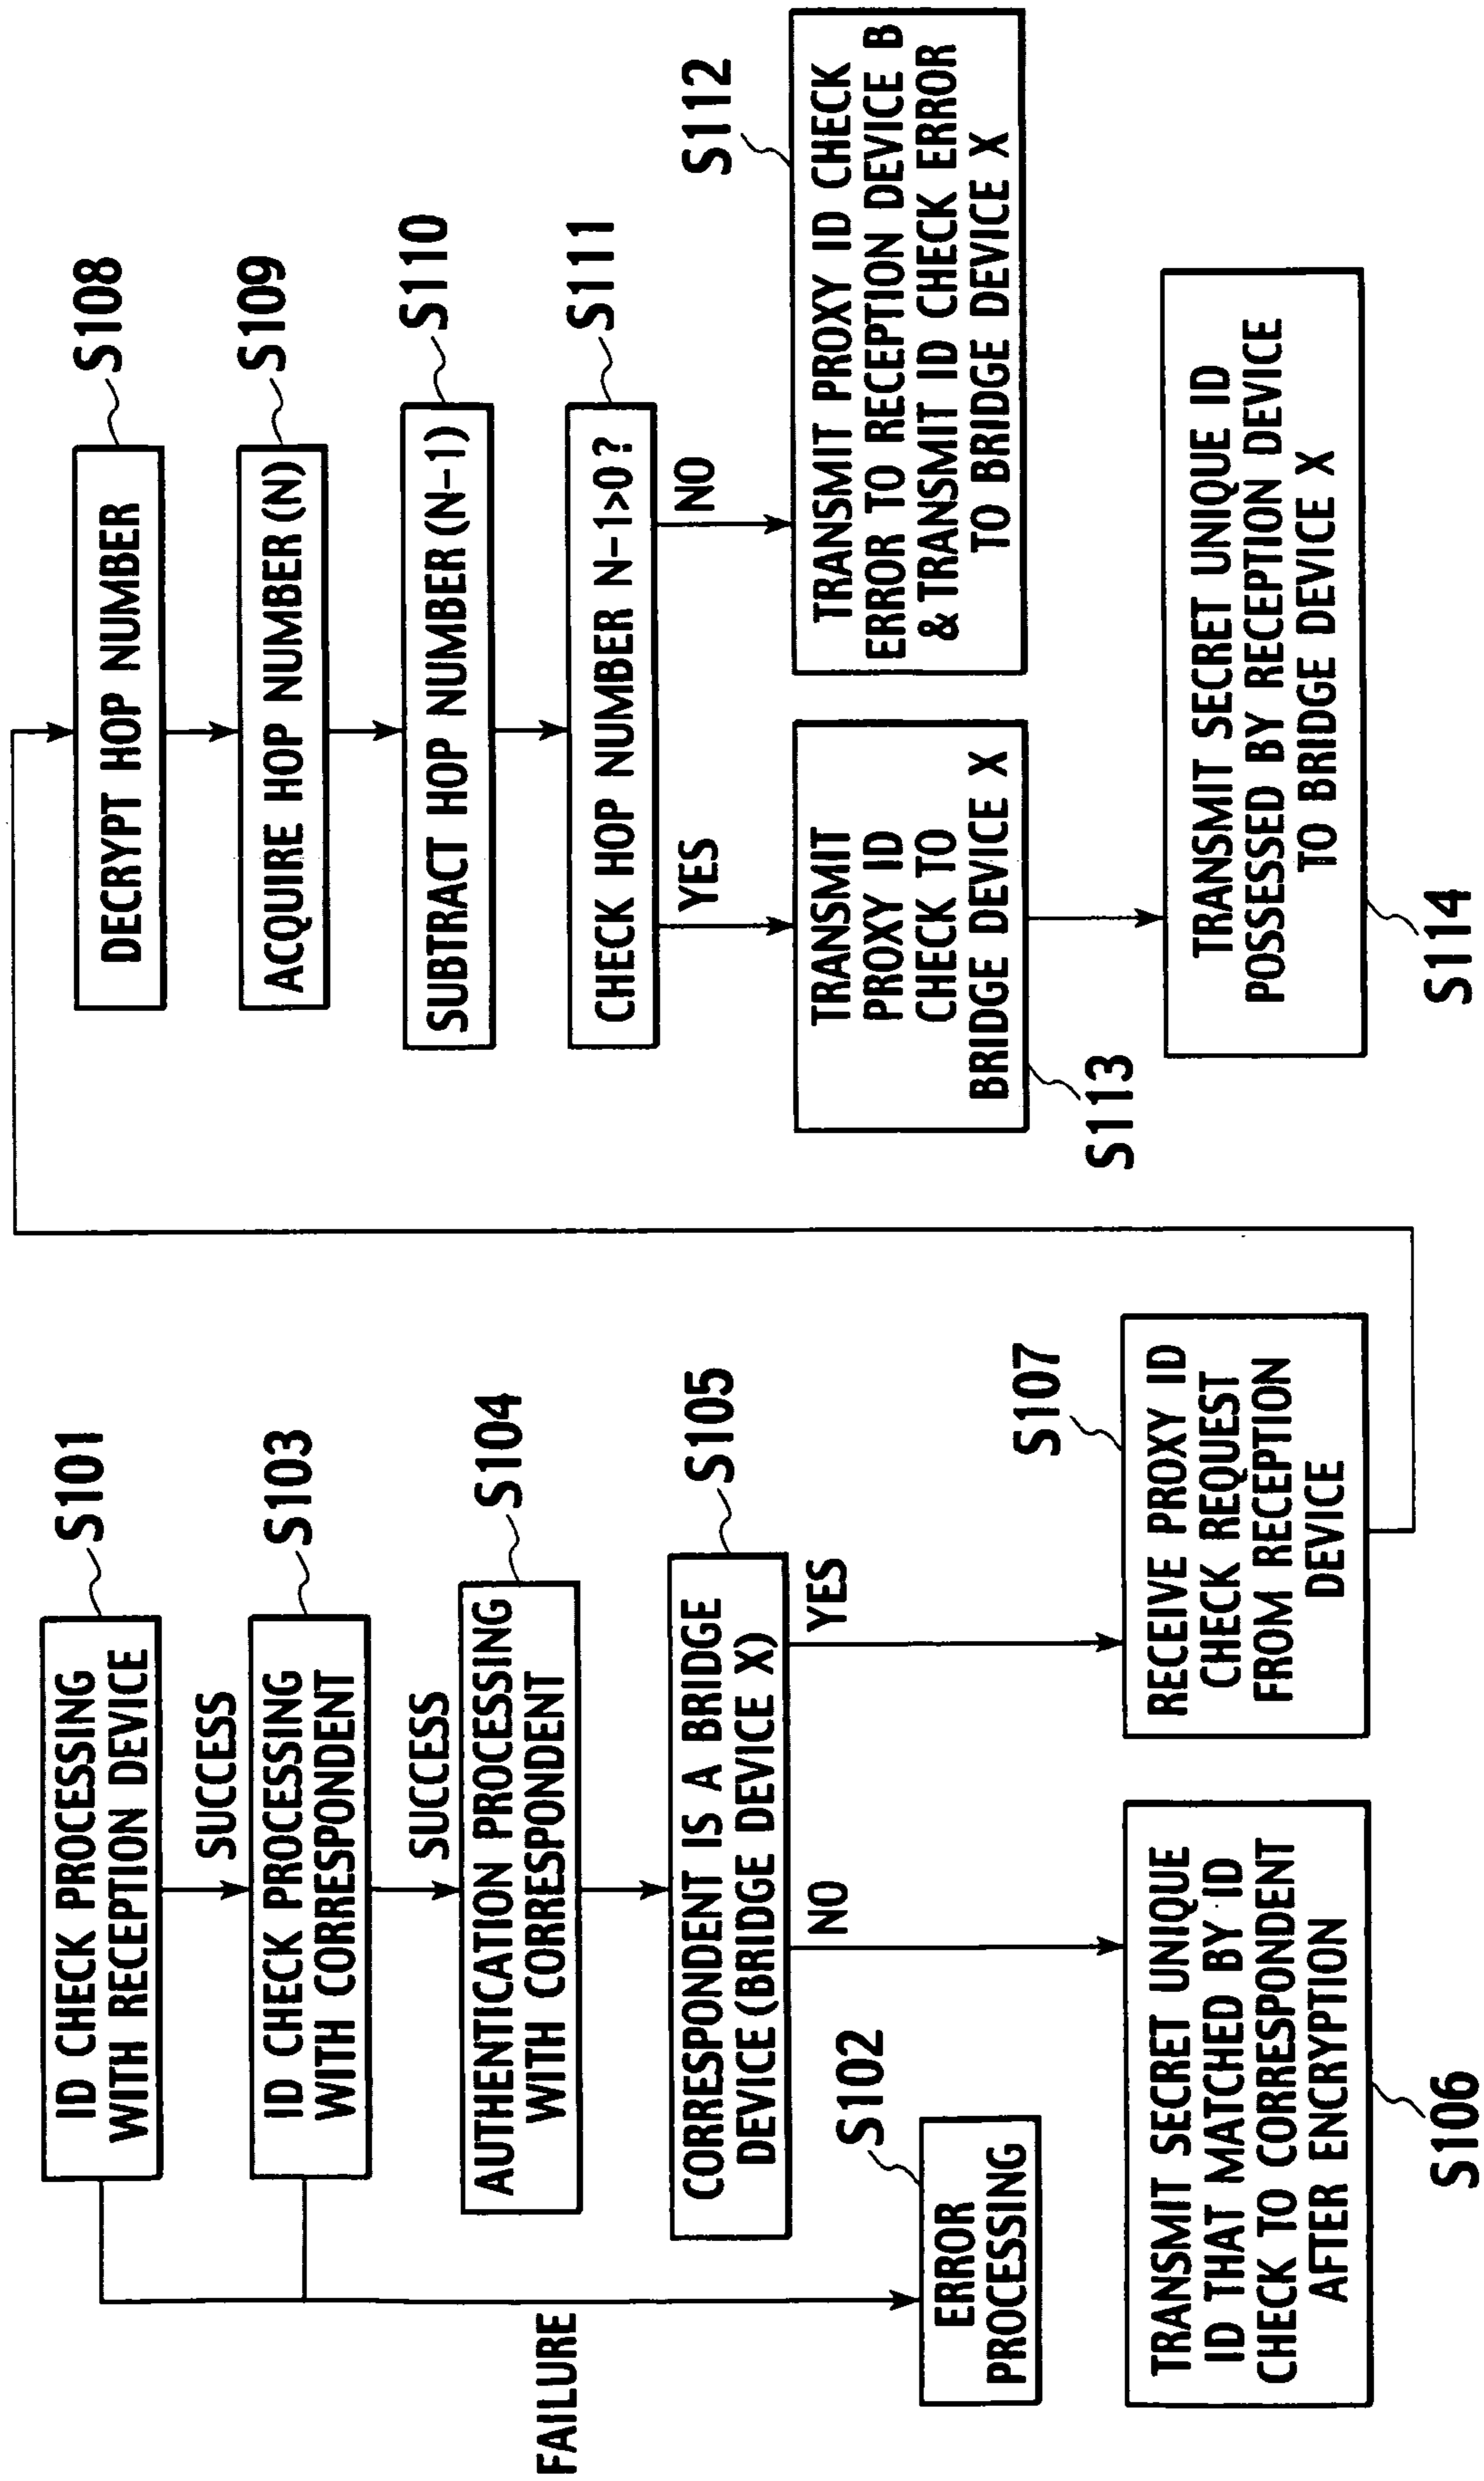 S101
ID CHECK PROCESSING
WITH RECEPTION DEVICE
SUCCESS
S103
ID CHECK PROCESSING
WITH CORRESPONDENT
SUCCESS
S104
AUTHENTICATION PROCESSING
WITH CORRESPONDENT
S105
CORRESPONDENT IS A BRIDGE
DEVICE (BRIDGE DEVICE X)
FAILURE
S102
ERROR
PROCESSING
NO
YES
TRANSMIT SECRET UNIQUE
ID THAT MATCHED BY ID
CHECK TO CORRESPONDENT
AFTER ENCRYPTION
S106
S107
RECEIVE PROXY ID
CHECK REQUEST
FROM RECEPTION
DEVICE
S108
DECRYPT HOP NUMBER
S109
ACQUIRE HOP NUMBER (N)
S110
SUBTRACT HOP NUMBER (N-1)
S111
CHECK HOP NUMBER N-1>0?
YES
NO
S112
TRANSMIT PROXY ID CHECK
ERROR TO RECEPTION DEVICE B
& TRANSMIT ID CHECK ERROR
TO BRIDGE DEVICE X
TRANSMIT
PROXY ID
CHECK TO
BRIDGE DEVICE X
S113
TRANSMIT SECRET UNIQUE ID
POSSESSED BY RECEPTION DEVICE
TO BRIDGE DEVICE X
S114